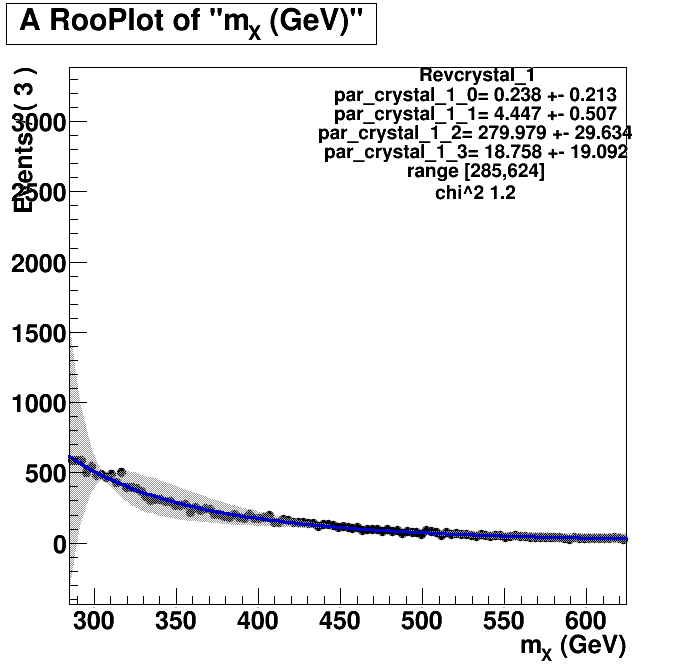 A RooPlot of "mX (GeV)"
Events / ( 3 )
Revcrystal_1
par_crystal_1_0= 0.238 +- 0.213
par_crystal_1_1= 4.447 +- 0.507
par_crystal_1_2= 279.979 +- 29.634
par_crystal_1_3= 18.758 +- 19.092
range [285,624]
chi^2 1.2
3000
2500
2000
1500
1000
500
0
300 350 400 450 500 550 600
mX (GeV)